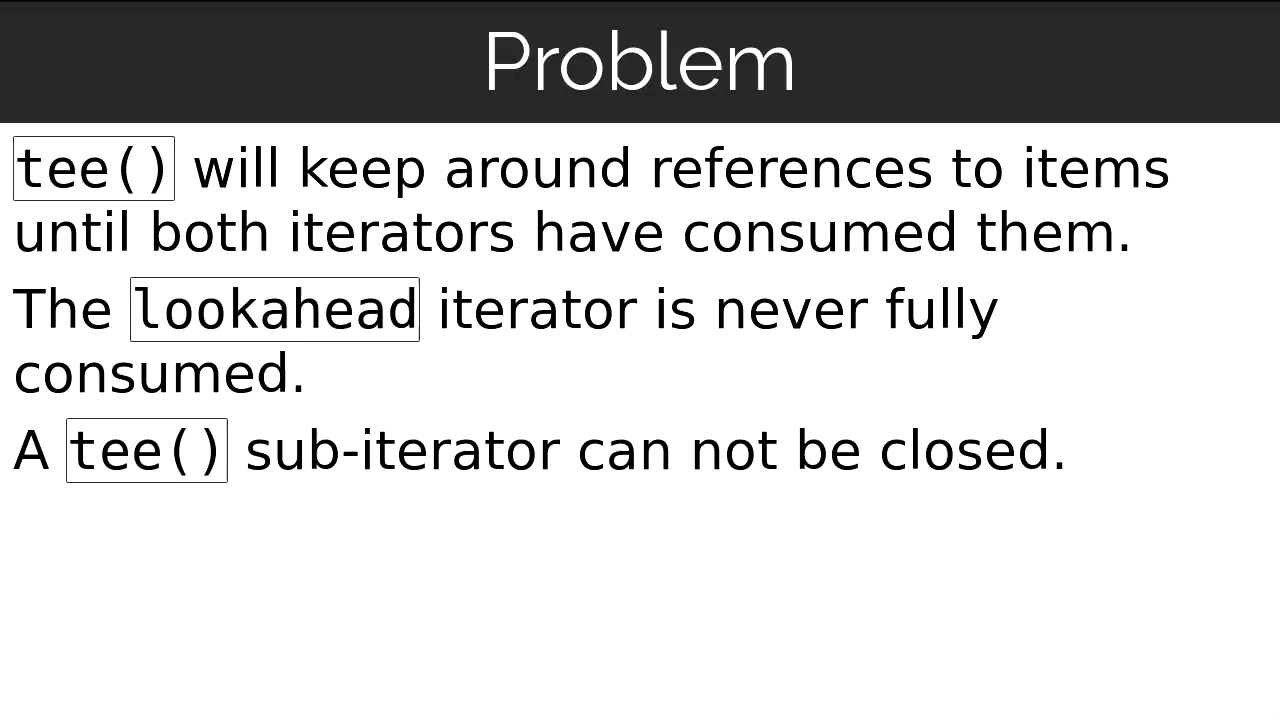 Problem
tee() will keep around references to items
until both iterators have consumed them.
The lookahead iterator is never fully
consumed.
A tee() sub-iterator can not be closed.